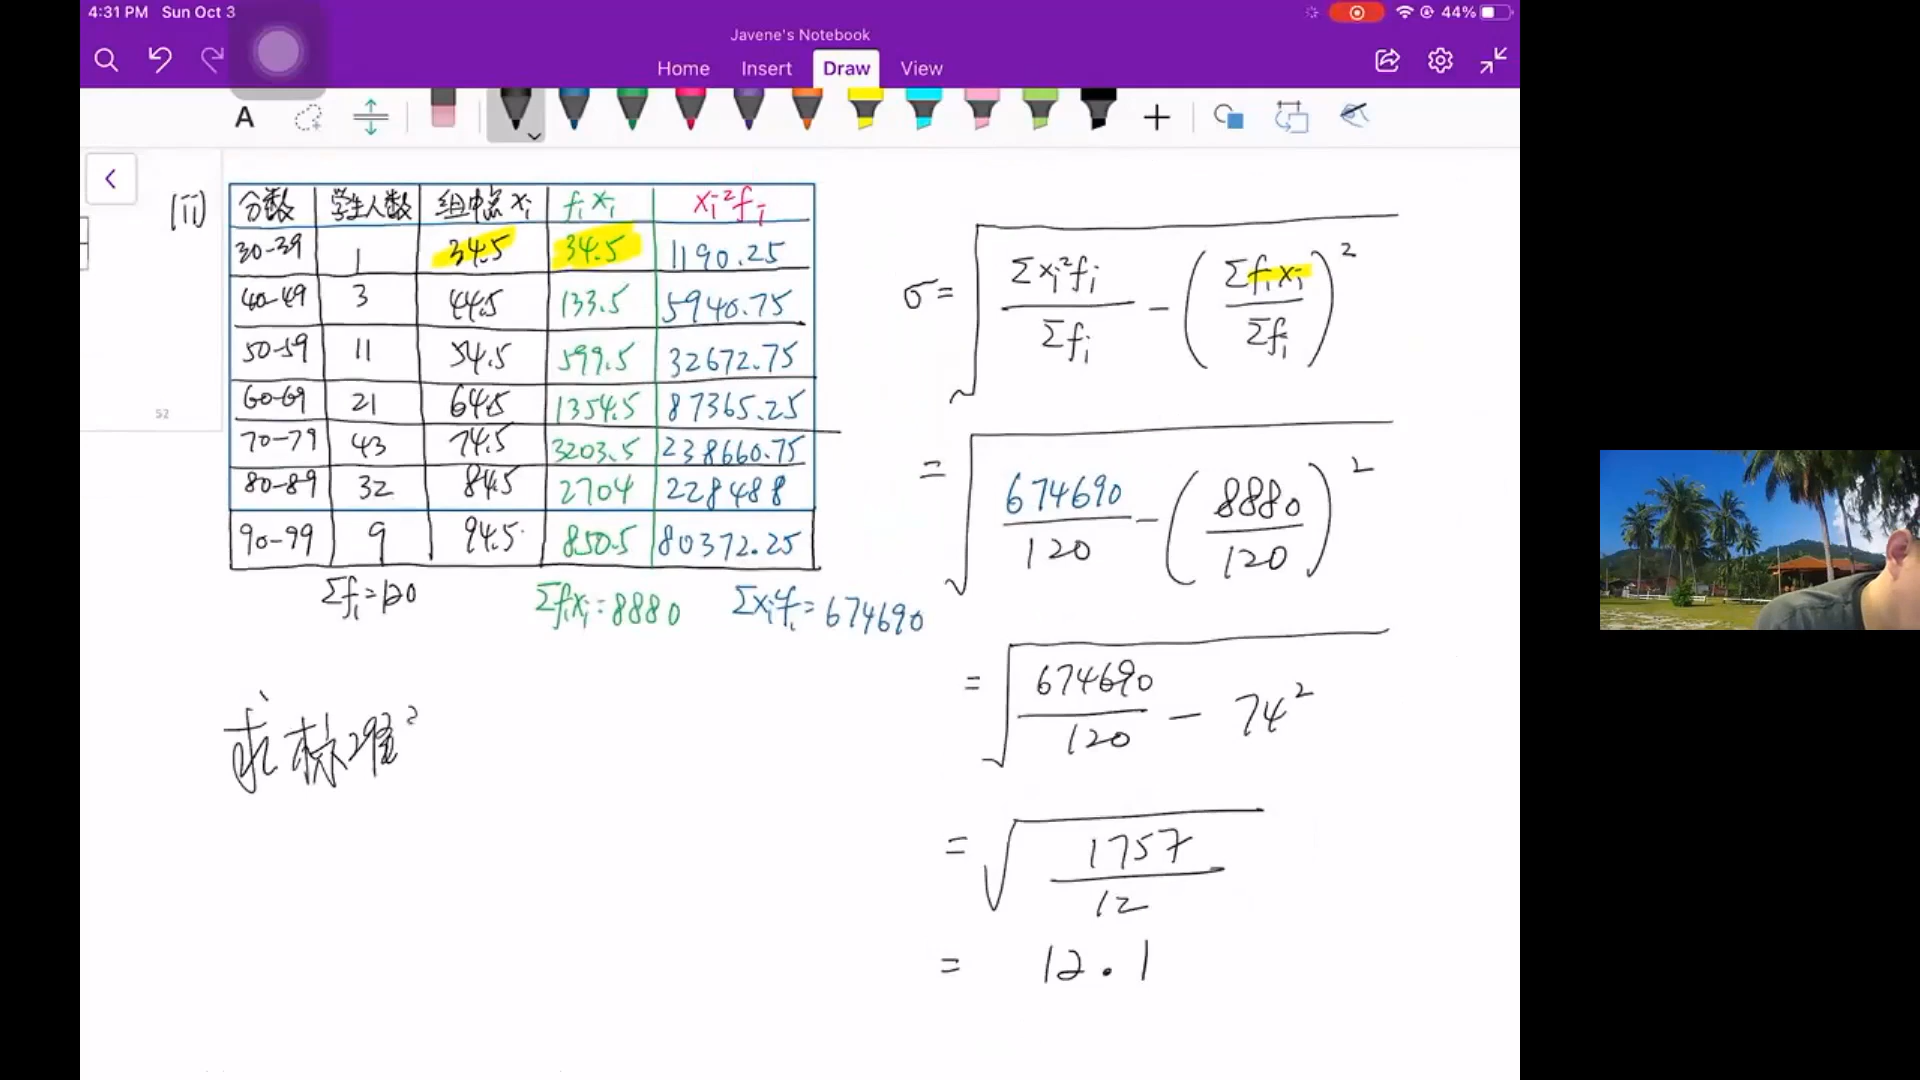 4:31 PM Sun Oct 3
44%
Javene's Notebook
Home Insert Draw View
A
(ii)
分数 学生人数 组中点 xᵢ fᵢxᵢ xᵢ²fᵢ
30-39 1 34.5 34.5 1190.25
40-49 3 44.5 133.5 5940.75
50-59 11 54.5 599.5 32672.75
60-69 21 64.5 1354.5 87365.25
70-79 43 74.5 3203.5 238660.75
80-89 32 84.5 2704 228488
90-99 9 94.5 850.5 80372.25
Σfᵢ=120 Σfᵢxᵢ=8880 Σxᵢ²fᵢ=674690
52
求标准
σ = √(Σxᵢ²fᵢ/Σfᵢ − (Σfᵢxᵢ/Σfᵢ)²)
= √(674690/120 − (8880/120)²)
= √(674690/120 − 74²)
= √(1757/12)
= 12.1